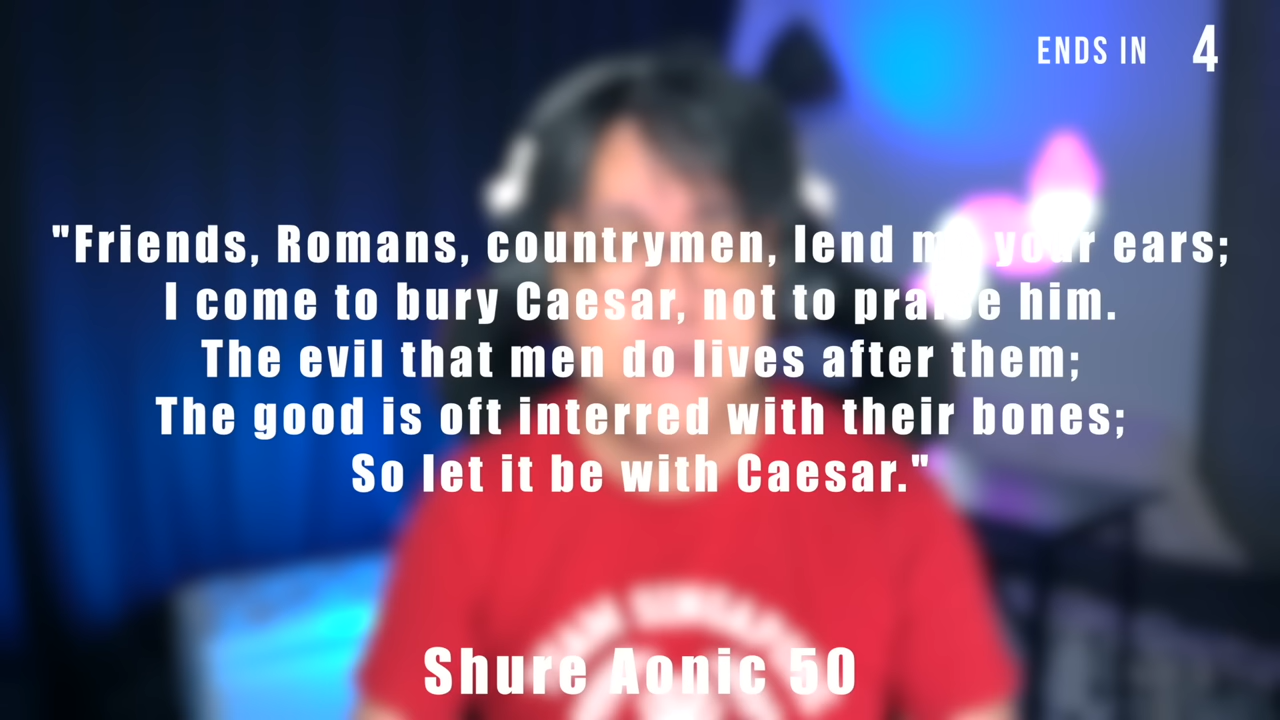 ENDS IN 4
"Friends, Romans, countrymen, lend me your ears;
I come to bury Caesar, not to praise him.
The evil that men do lives after them;
The good is oft interred with their bones;
So let it be with Caesar."
Shure Aonic 50